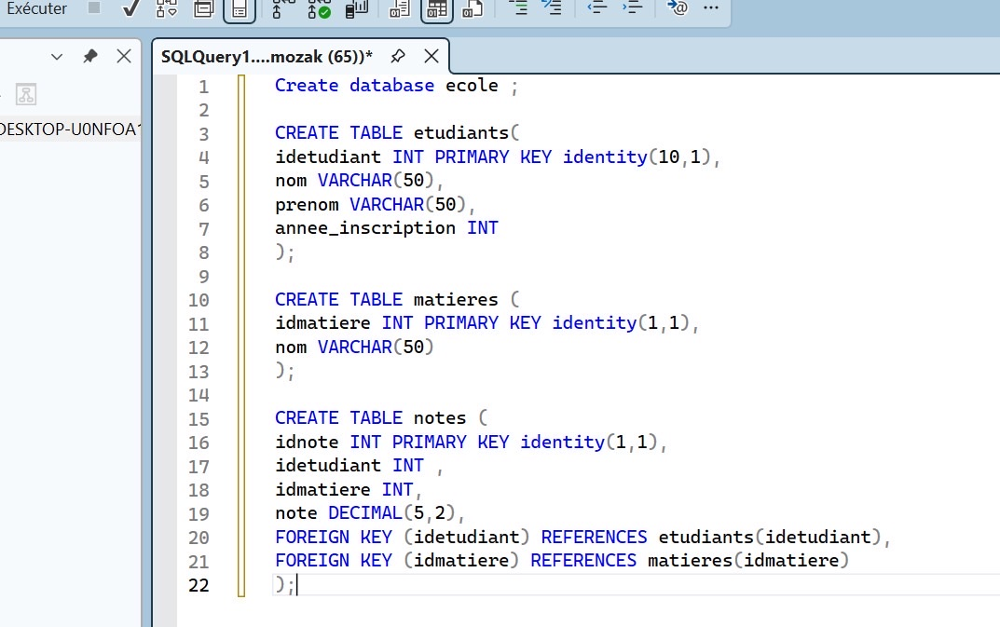 Exécuter
SQLQuery1....mozak (65))*
DESKTOP-U0NFOA1
1 Create database ecole ;
2
3 CREATE TABLE etudiants(
4 idetudiant INT PRIMARY KEY identity(10,1),
5 nom VARCHAR(50),
6 prenom VARCHAR(50),
7 annee_inscription INT
8 );
9
10 CREATE TABLE matieres (
11 idmatiere INT PRIMARY KEY identity(1,1),
12 nom VARCHAR(50)
13 );
14
15 CREATE TABLE notes (
16 idnote INT PRIMARY KEY identity(1,1),
17 idetudiant INT ,
18 idmatiere INT,
19 note DECIMAL(5,2),
20 FOREIGN KEY (idetudiant) REFERENCES etudiants(idetudiant),
21 FOREIGN KEY (idmatiere) REFERENCES matieres(idmatiere)
22 );